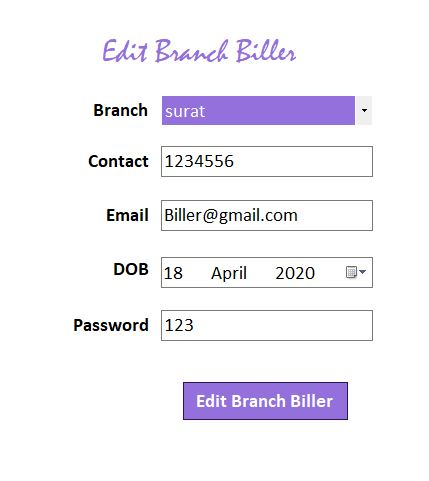 Edit Branch Biller
Branch surat
Contact 1234556
Email Biller@gmail.com
DOB 18 April 2020
Password 123
Edit Branch Biller